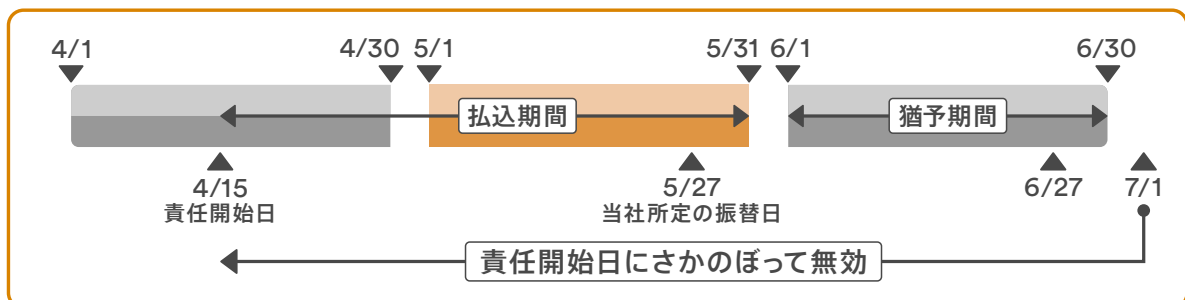 4/1 4/30 5/1 5/31 6/1 6/30
払込期間 猶予期間
4/15 5/27 6/27 7/1
責任開始日 当社所定の振替日
責任開始日にさかのぼって無効